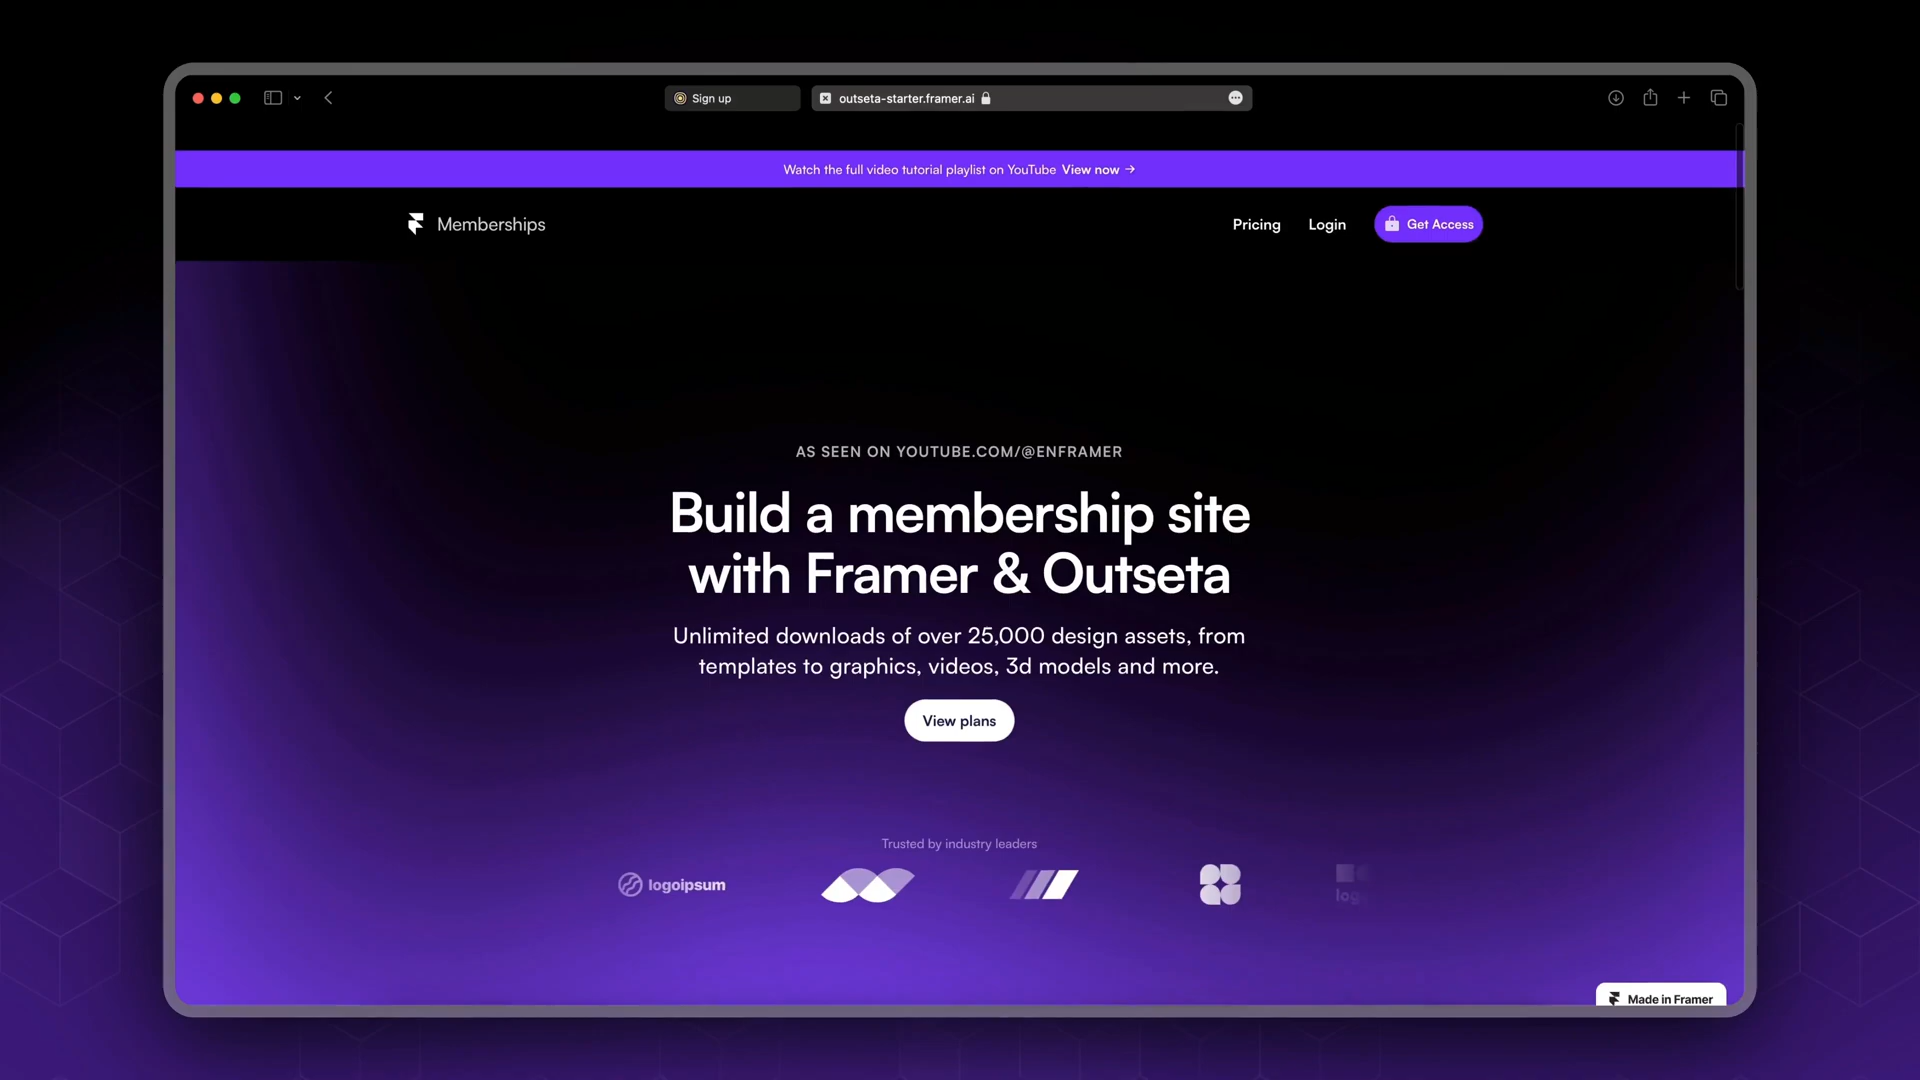 Sign up
outseta-starter.framer.ai
Watch the full video tutorial playlist on YouTube View now →
Memberships
Pricing
Login
Get Access
AS SEEN ON YOUTUBE.COM/@ENFRAMER
Build a membership site
with Framer & Outseta
Unlimited downloads of over 25,000 design assets, from
templates to graphics, videos, 3d models and more.
View plans
Trusted by industry leaders
logoipsum
Made in Framer